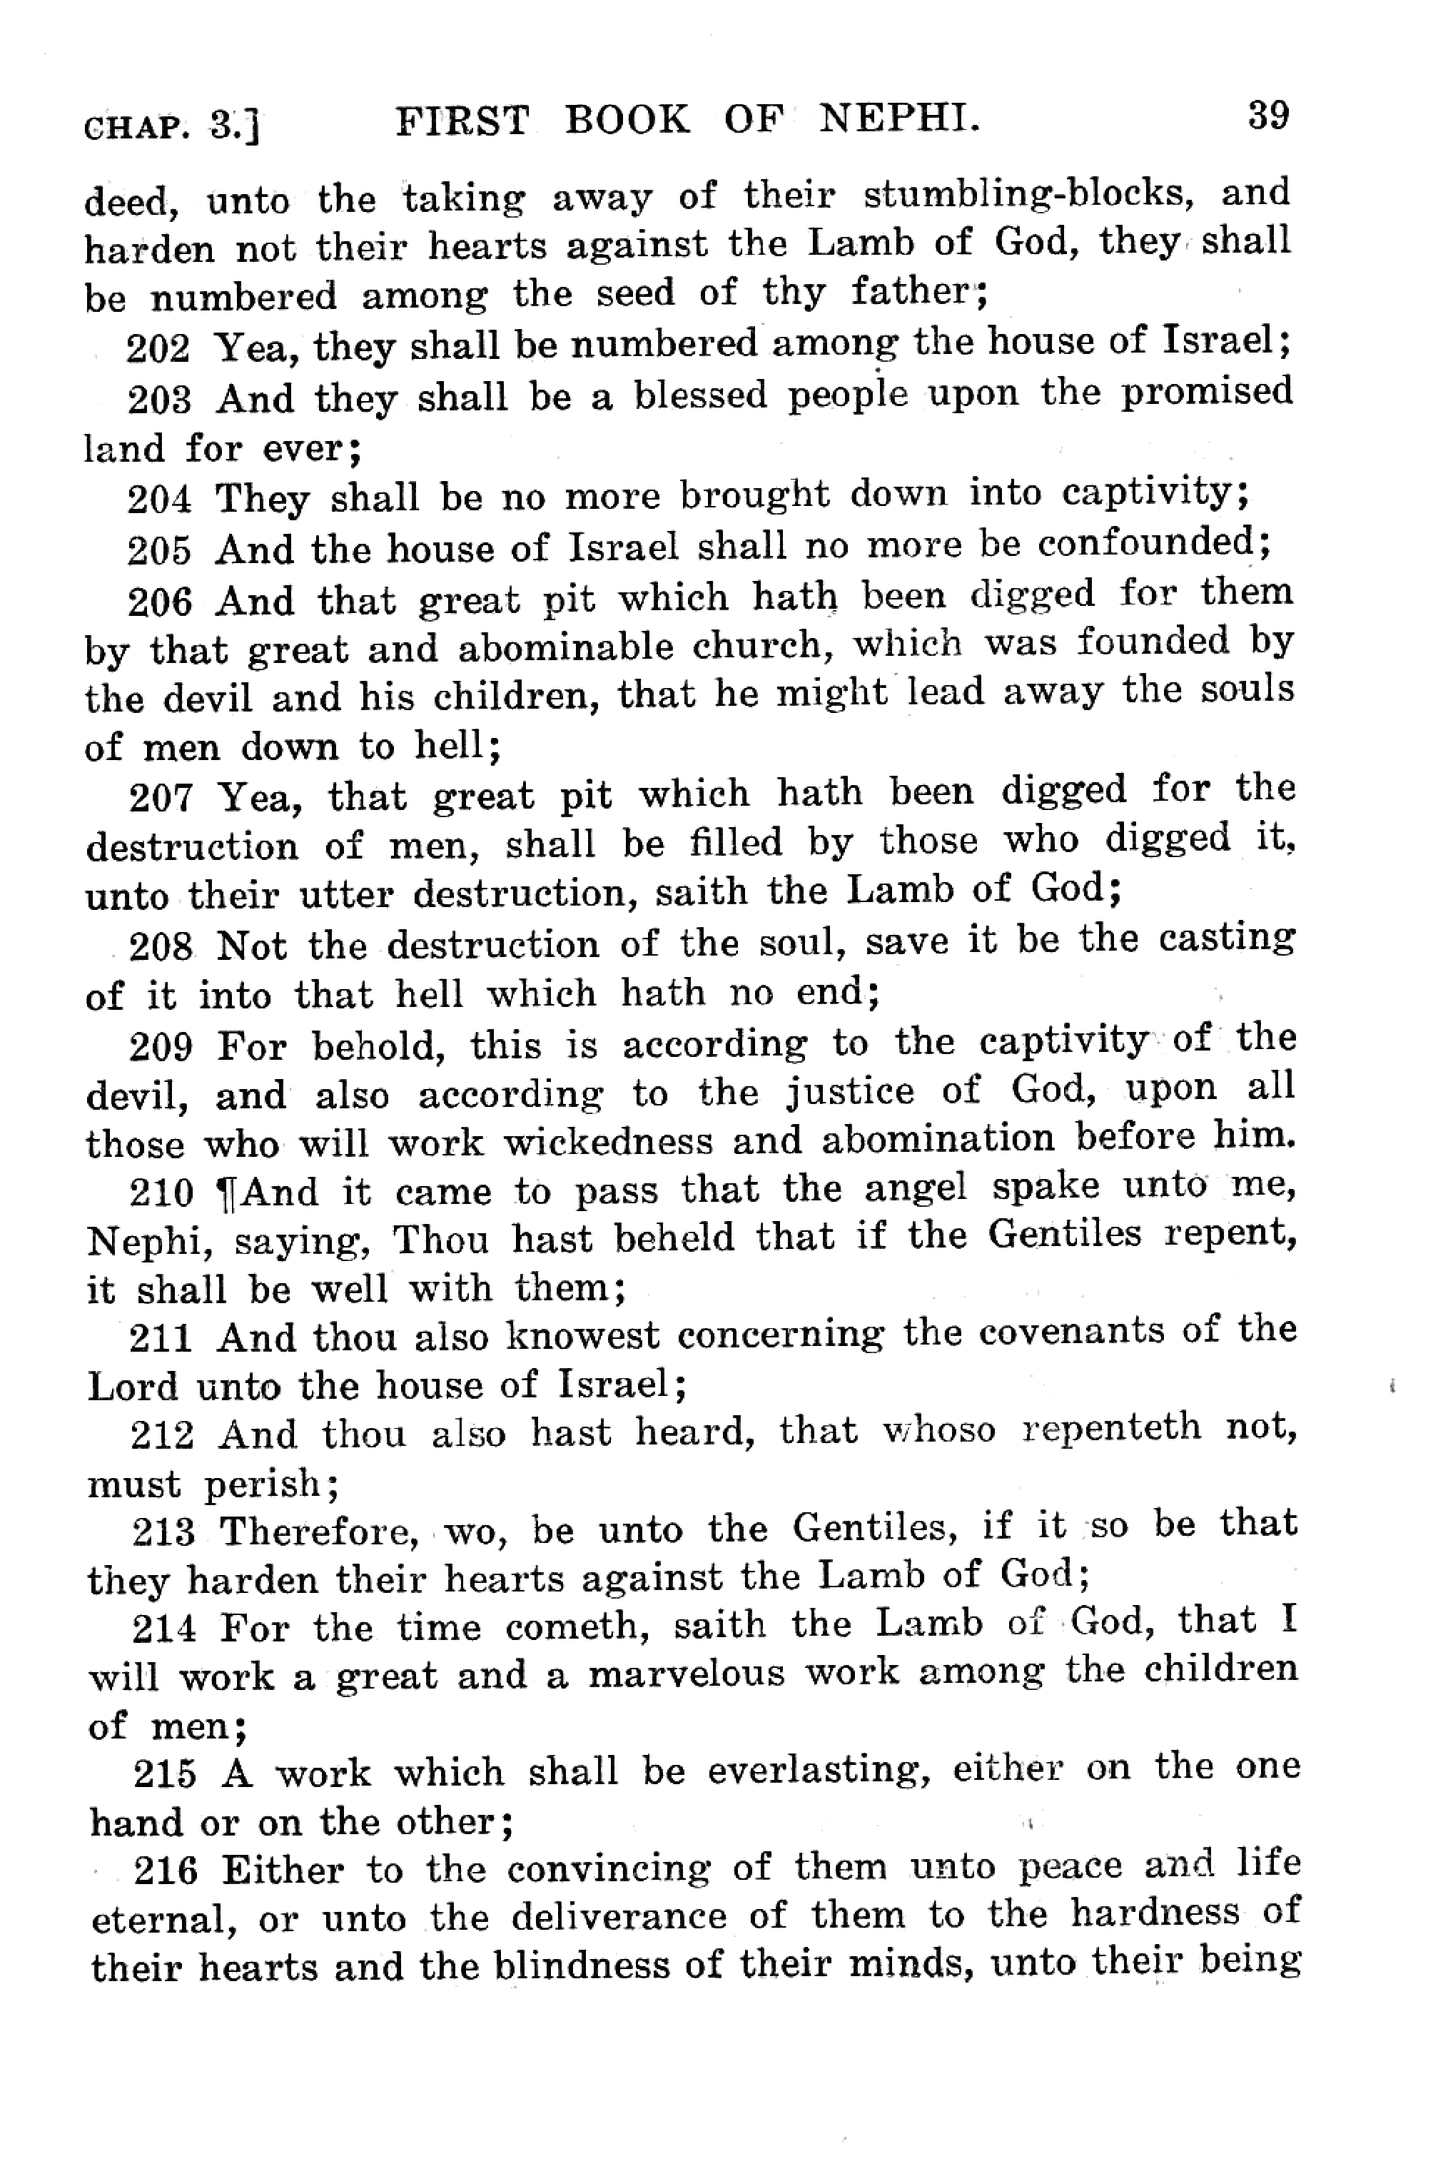 CHAP. 3.] FIRST BOOK OF NEPHI. 39
deed, unto the taking away of their stumbling-blocks, and
harden not their hearts against the Lamb of God, they shall
be numbered among the seed of thy father;
202 Yea, they shall be numbered among the house of Israel;
203 And they shall be a blessed people upon the promised
land for ever;
204 They shall be no more brought down into captivity;
205 And the house of Israel shall no more be confounded;
206 And that great pit which hath been digged for them
by that great and abominable church, which was founded by
the devil and his children, that he might lead away the souls
of men down to hell;
207 Yea, that great pit which hath been digged for the
destruction of men, shall be filled by those who digged it,
unto their utter destruction, saith the Lamb of God;
208 Not the destruction of the soul, save it be the casting
of it into that hell which hath no end;
209 For behold, this is according to the captivity of the
devil, and also according to the justice of God, upon all
those who will work wickedness and abomination before him.
210 ¶And it came to pass that the angel spake unto me,
Nephi, saying, Thou hast beheld that if the Gentiles repent,
it shall be well with them;
211 And thou also knowest concerning the covenants of the
Lord unto the house of Israel;
212 And thou also hast heard, that whoso repenteth not,
must perish;
213 Therefore, wo, be unto the Gentiles, if it so be that
they harden their hearts against the Lamb of God;
214 For the time cometh, saith the Lamb of God, that I
will work a great and a marvelous work among the children
of men;
215 A work which shall be everlasting, either on the one
hand or on the other;
216 Either to the convincing of them unto peace and life
eternal, or unto the deliverance of them to the hardness of
their hearts and the blindness of their minds, unto their being